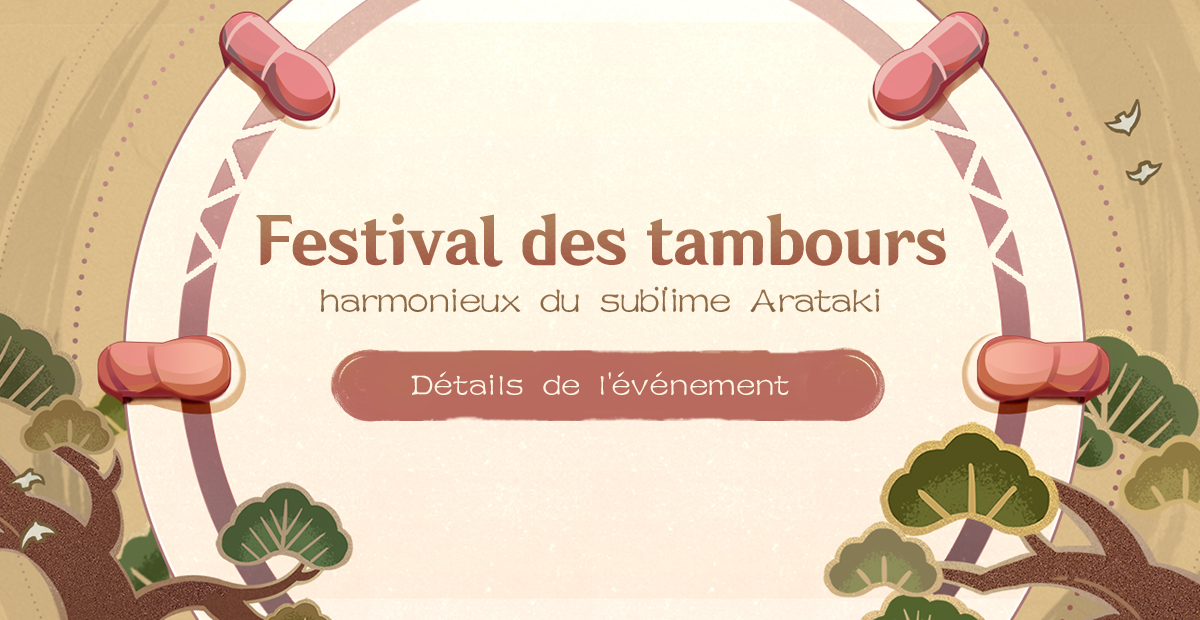 Festival des tambours
harmonieux du sublime Arataki
Détails de l'événement